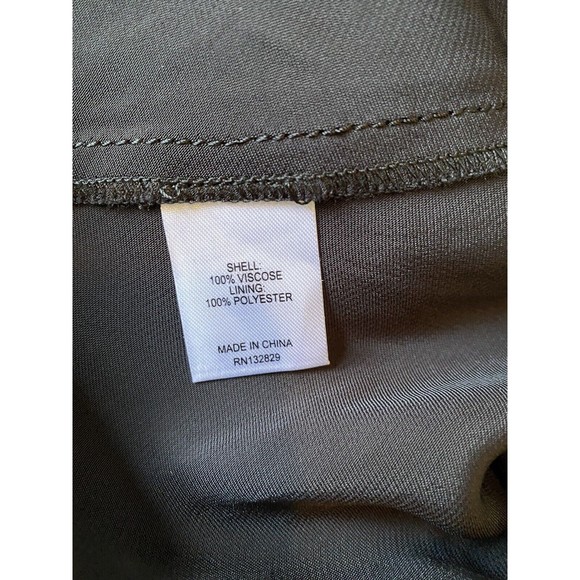 SHELL:
100% VISCOSE
LINING:
100% POLYESTER
MADE IN CHINA
RN132829